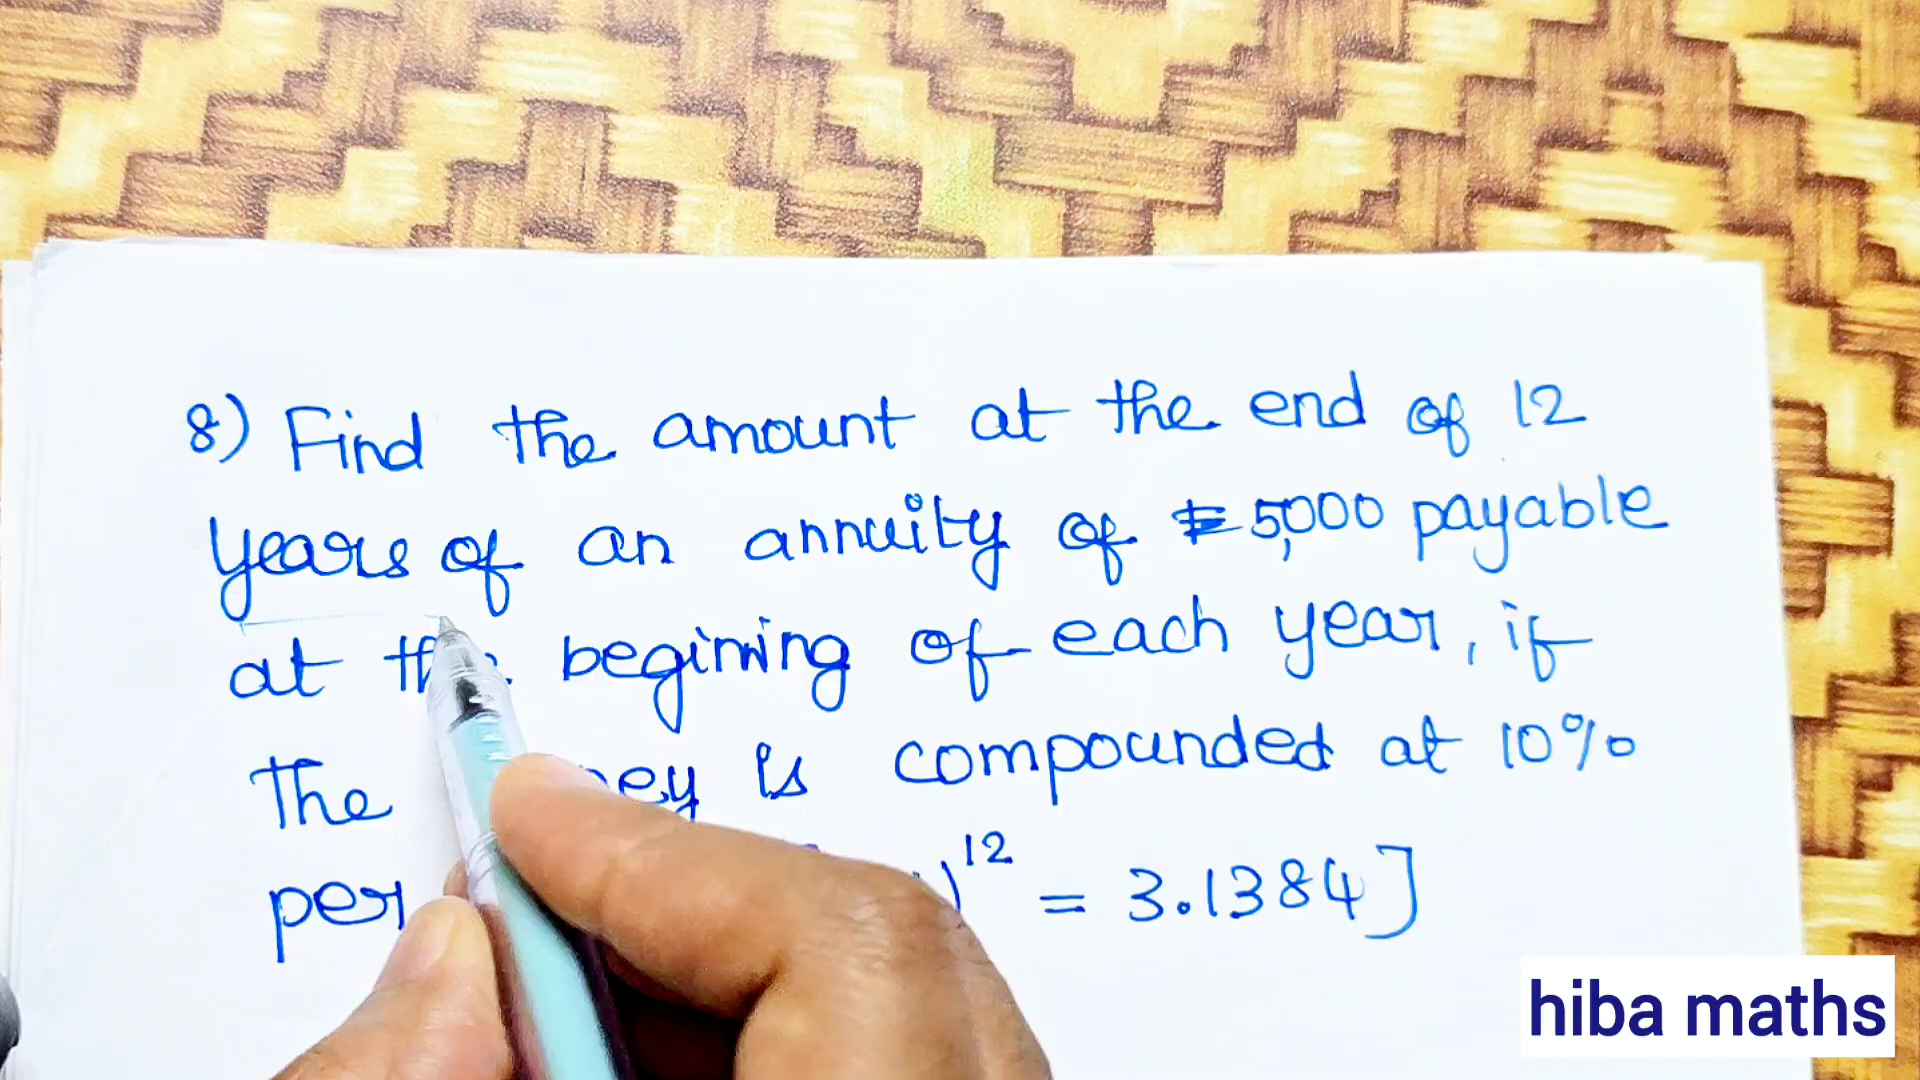 8) Find the amount at the end of 12
years of an annuity of ₹ 5,000 payable
at the begining of each year, if
The is compounded at 10%
per 12 = 3.1384]
hiba maths